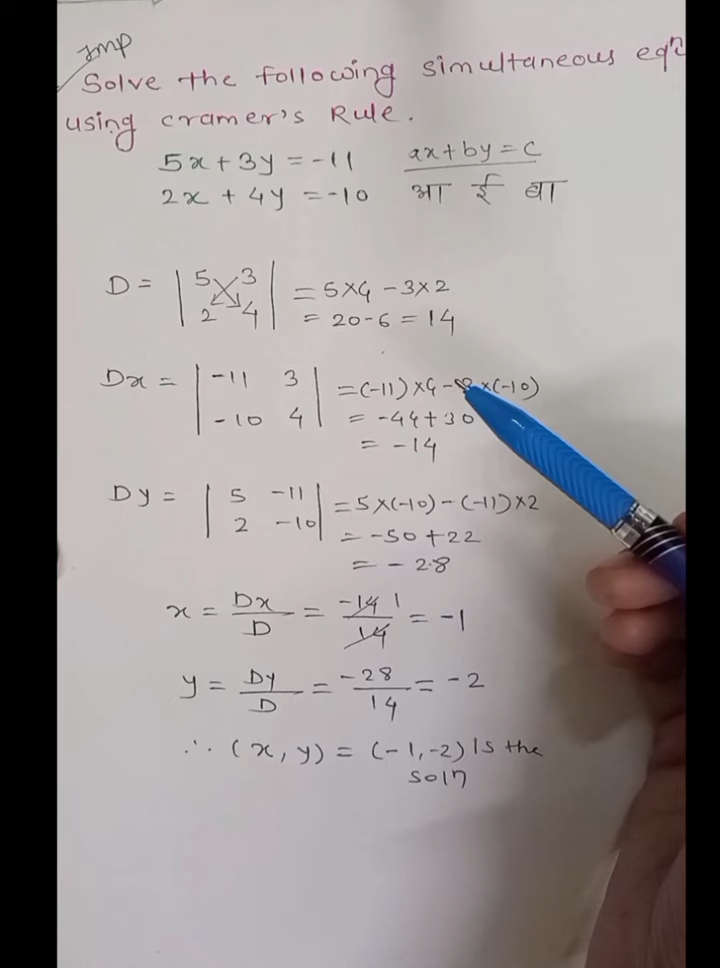 Imp
Solve the following simultaneous eqn
using cramer's Rule.
5x + 3y = -11    ax + by = c
2x + 4y = -10    आ ई बा
D = | 5 3 | = 5×4 - 3×2
| 2 4 | = 20-6 = 14
Dx = | -11 3 | = (-11) ×4 - ×(-10)
| -10 4 | = -44+30
= -14
Dy = | 5 -11 | = 5×(-10) - (-11)×2
| 2 -10 | = -50+22
= -28
x = Dx/D = -14/14 1 = -1
y = Dy/D = -28/14 = -2
∴ (x, y) = (-1, -2) Is the
soln